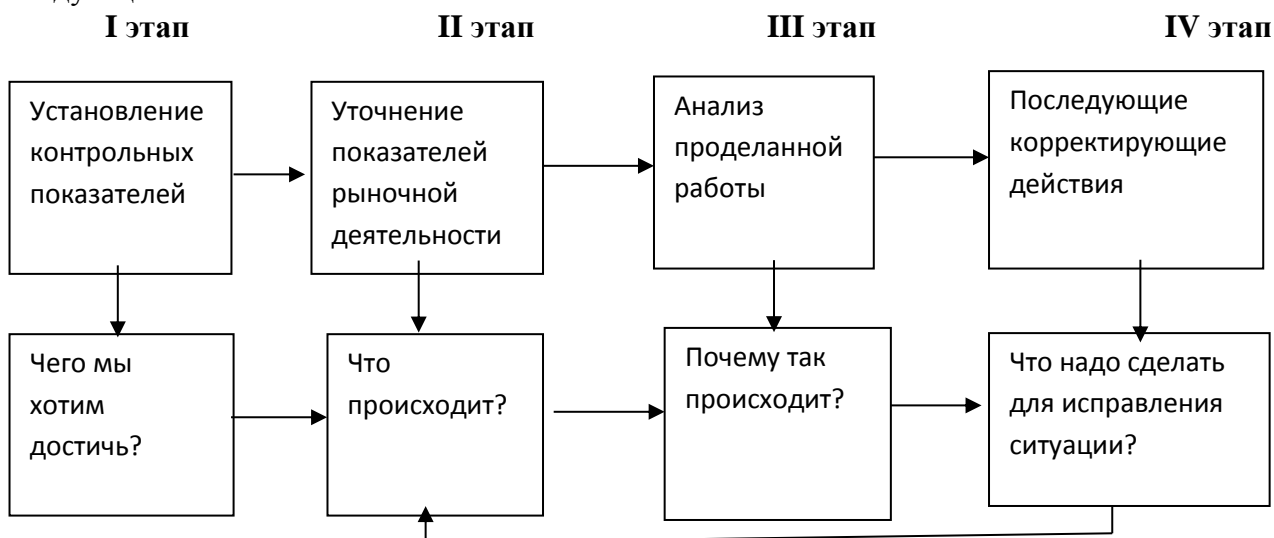 I этап II этап III этап IV этап
Установление
контрольных
показателей
Уточнение
показателей
рыночной
деятельности
Анализ
проделанной
работы
Последующие
корректирующие
действия
Чего мы
хотим
достичь?
Что
происходит?
Почему так
происходит?
Что надо сделать
для исправления
ситуации?